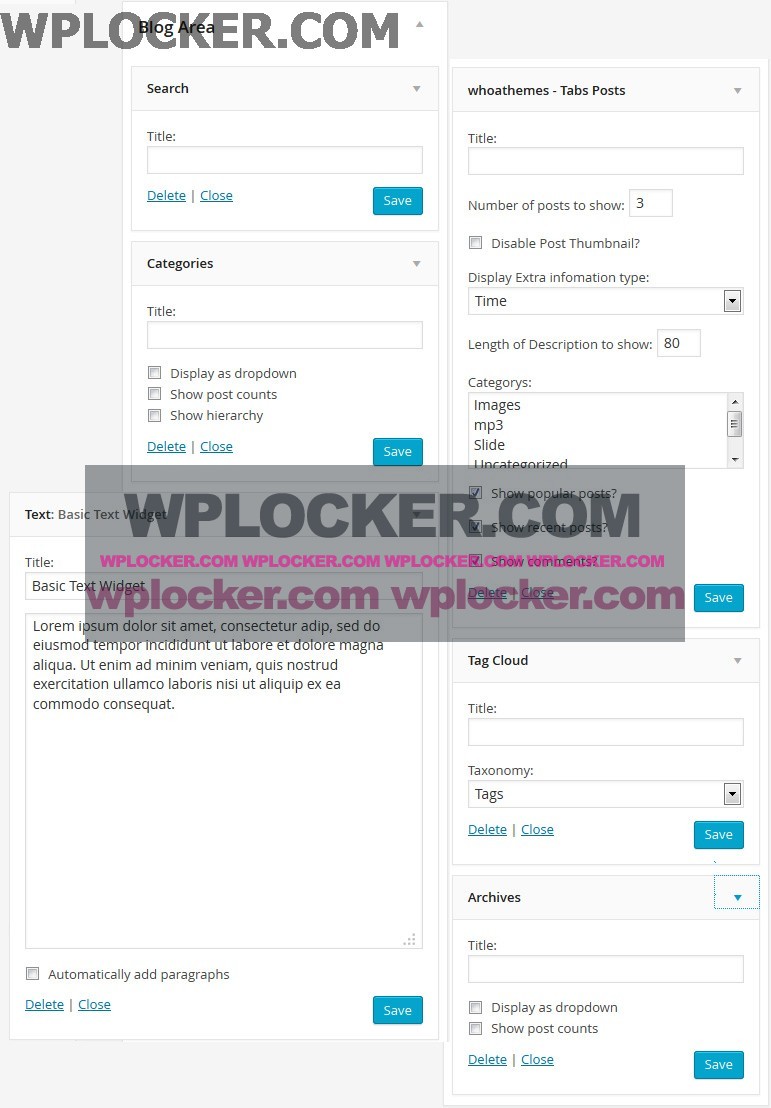 WPLOCKER.COM
Blog Area
Search
Title:
Delete | Close
Save
Categories
Title:
Display as dropdown
Show post counts
Show hierarchy
Delete | Close
Save
Text: Basic Text Widget
Title:
Basic Text Widget
Lorem ipsum dolor sit amet, consectetur adip, sed do
eiusmod tempor incididunt ut labore et dolore magna
aliqua. Ut enim ad minim veniam, quis nostrud
exercitation ullamco laboris nisi ut aliquip ex ea
commodo consequat.
Automatically add paragraphs
Delete | Close
Save
whoathemes - Tabs Posts
Title:
Number of posts to show: 3
Disable Post Thumbnail?
Display Extra infomation type:
Time
Length of Description to show: 80
Categorys:
Images
mp3
Slide
Uncategorized
Show popular posts?
Show recent posts?
Show comments?
Delete | Close
Save
WPLOCKER.COM
WPLOCKER.COM WPLOCKER.COM WPLOCKER.COM WPLOCKER.COM
wplocker.com wplocker.com
Tag Cloud
Title:
Taxonomy:
Tags
Delete | Close
Save
Archives
Title:
Display as dropdown
Show post counts
Delete | Close
Save